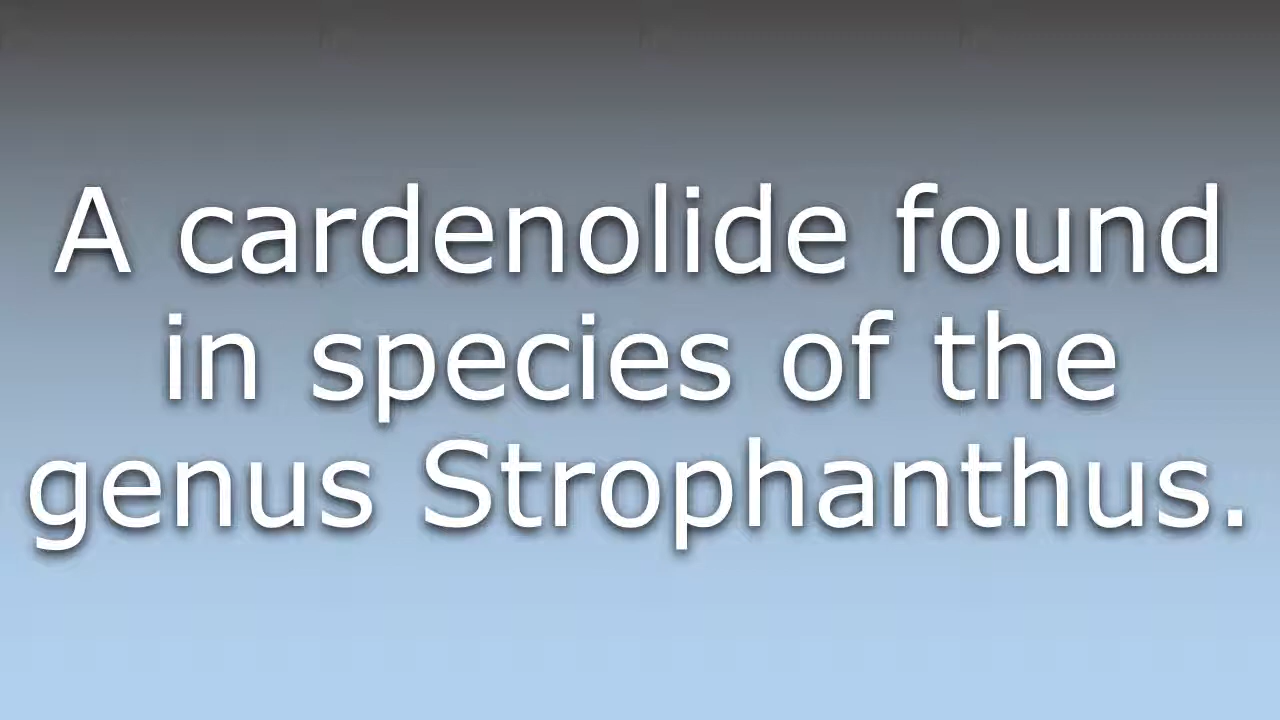 A cardenolide found
in species of the
genus Strophanthus.